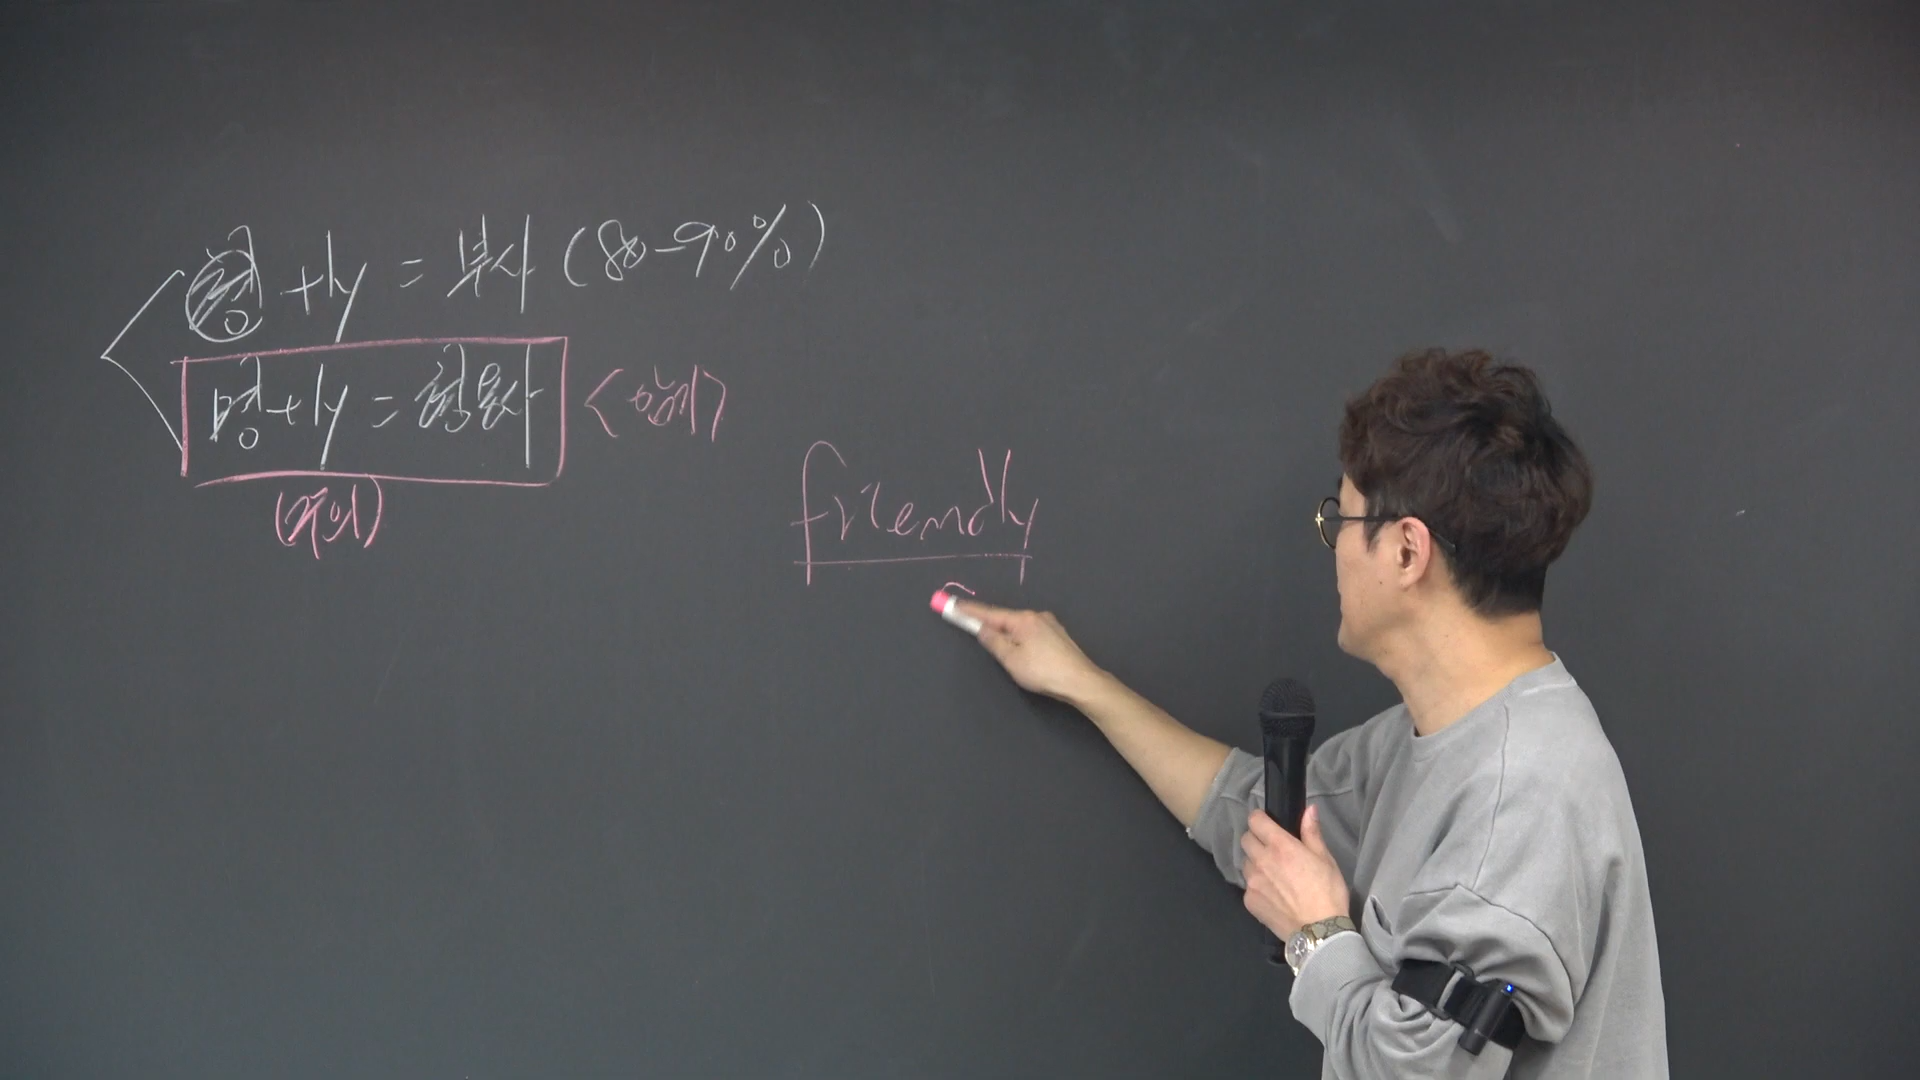 형+ly = 부사 (80-90%)
명+ly = 형용사 <암기>
(주의)
friendly